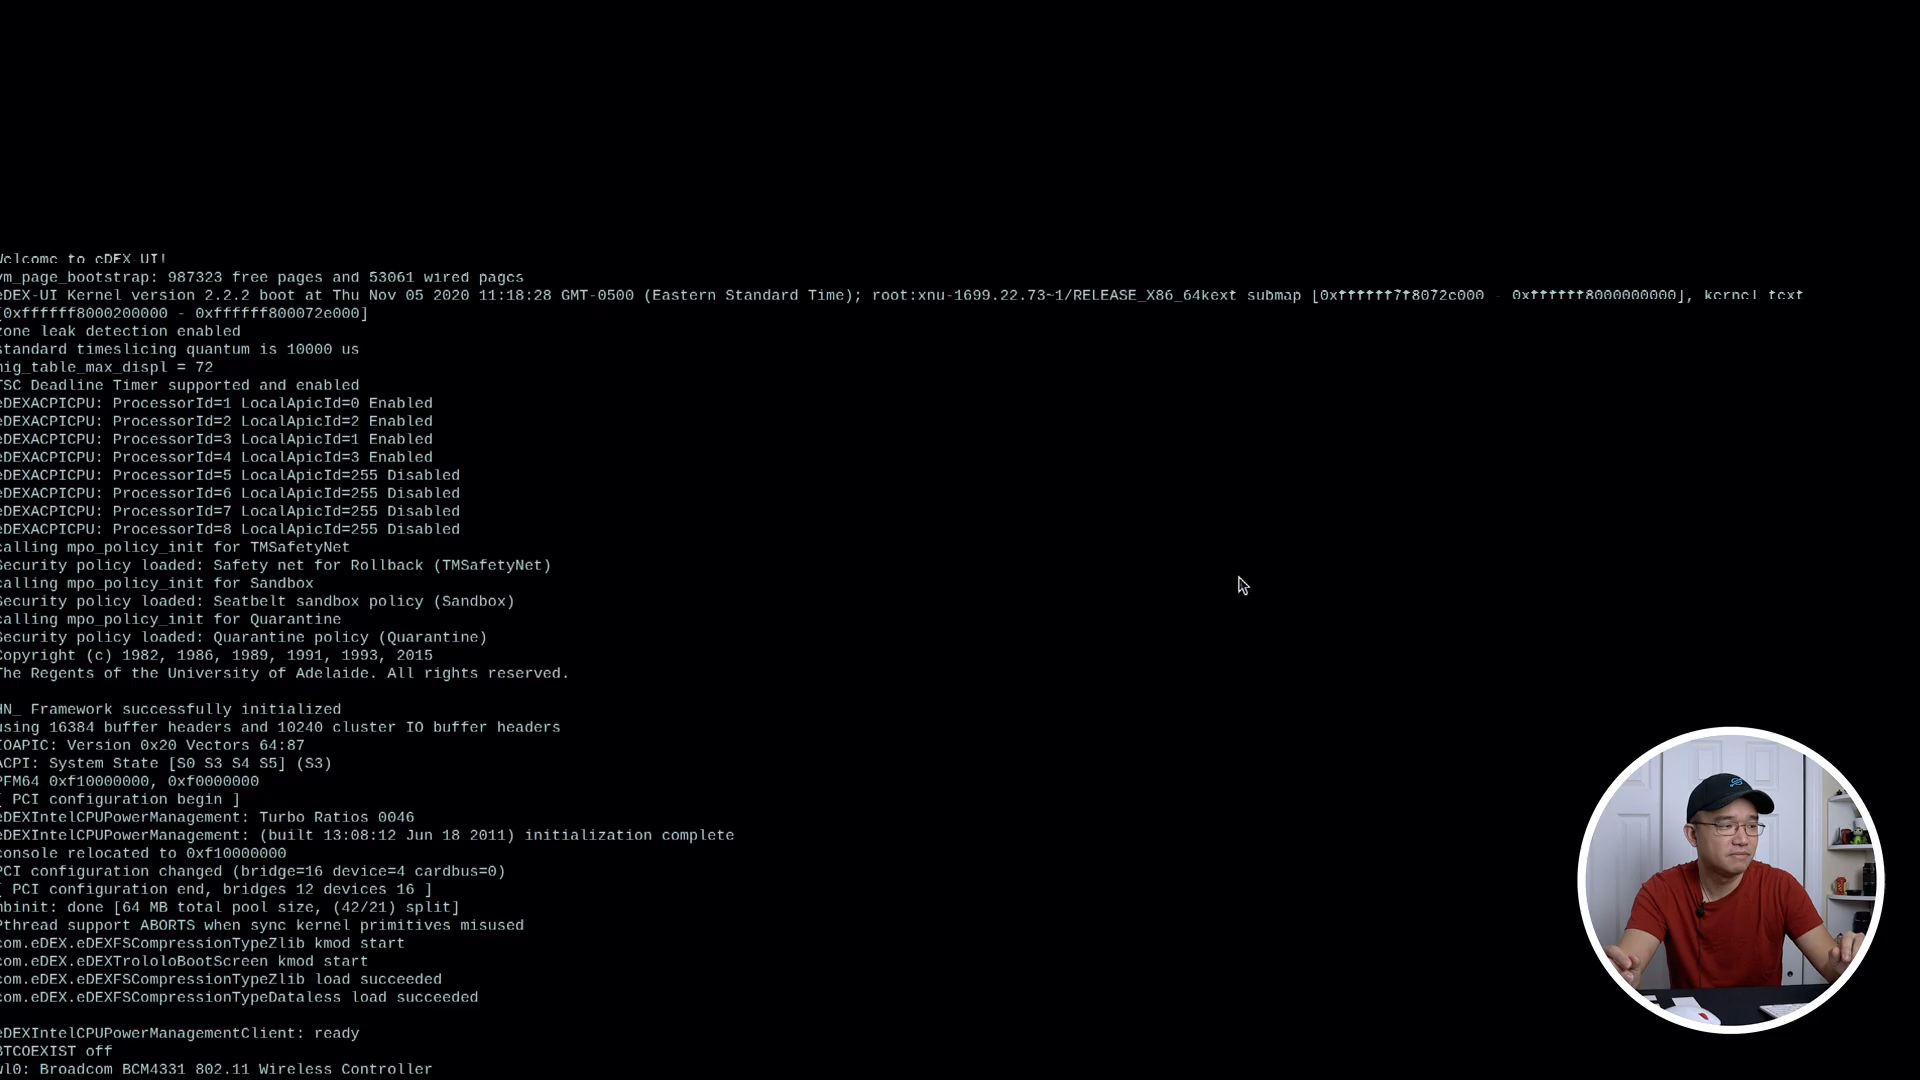 Welcome to eDEX-UI!
vm_page_bootstrap: 987323 free pages and 53061 wired pages
eDEX-UI Kernel version 2.2.2 boot at Thu Nov 05 2020 11:18:28 GMT-0500 (Eastern Standard Time); root:xnu-1699.22.73~1/RELEASE_X86_64kext submap [0xffffff7f8072c000 - 0xffffff8000000000], kernel text
[0xffffff8000200000 - 0xffffff800072e000]
zone leak detection enabled
standard timeslicing quantum is 10000 us
mig_table_max_displ = 72
TSC Deadline Timer supported and enabled
eDEXACPICPU: ProcessorId=1 LocalApicId=0 Enabled
eDEXACPICPU: ProcessorId=2 LocalApicId=2 Enabled
eDEXACPICPU: ProcessorId=3 LocalApicId=1 Enabled
eDEXACPICPU: ProcessorId=4 LocalApicId=3 Enabled
eDEXACPICPU: ProcessorId=5 LocalApicId=255 Disabled
eDEXACPICPU: ProcessorId=6 LocalApicId=255 Disabled
eDEXACPICPU: ProcessorId=7 LocalApicId=255 Disabled
eDEXACPICPU: ProcessorId=8 LocalApicId=255 Disabled
calling mpo_policy_init for TMSafetyNet
Security policy loaded: Safety net for Rollback (TMSafetyNet)
calling mpo_policy_init for Sandbox
Security policy loaded: Seatbelt sandbox policy (Sandbox)
calling mpo_policy_init for Quarantine
Security policy loaded: Quarantine policy (Quarantine)
Copyright (c) 1982, 1986, 1989, 1991, 1993, 2015
The Regents of the University of Adelaide. All rights reserved.
HN_ Framework successfully initialized
using 16384 buffer headers and 10240 cluster IO buffer headers
IOAPIC: Version 0x20 Vectors 64:87
ACPI: System State [S0 S3 S4 S5] (S3)
PFM64 0xf10000000, 0xf0000000
[ PCI configuration begin ]
eDEXIntelCPUPowerManagement: Turbo Ratios 0046
eDEXIntelCPUPowerManagement: (built 13:08:12 Jun 18 2011) initialization complete
console relocated to 0xf10000000
PCI configuration changed (bridge=16 device=4 cardbus=0)
[ PCI configuration end, bridges 12 devices 16 ]
mbinit: done [64 MB total pool size, (42/21) split]
Pthread support ABORTS when sync kernel primitives misused
com.eDEX.eDEXFSCompressionTypeZlib kmod start
com.eDEX.eDEXTrololoBootScreen kmod start
com.eDEX.eDEXFSCompressionTypeZlib load succeeded
com.eDEX.eDEXFSCompressionTypeDataless load succeeded
eDEXIntelCPUPowerManagementClient: ready
BTCOEXIST off
wl0: Broadcom BCM4331 802.11 Wireless Controller